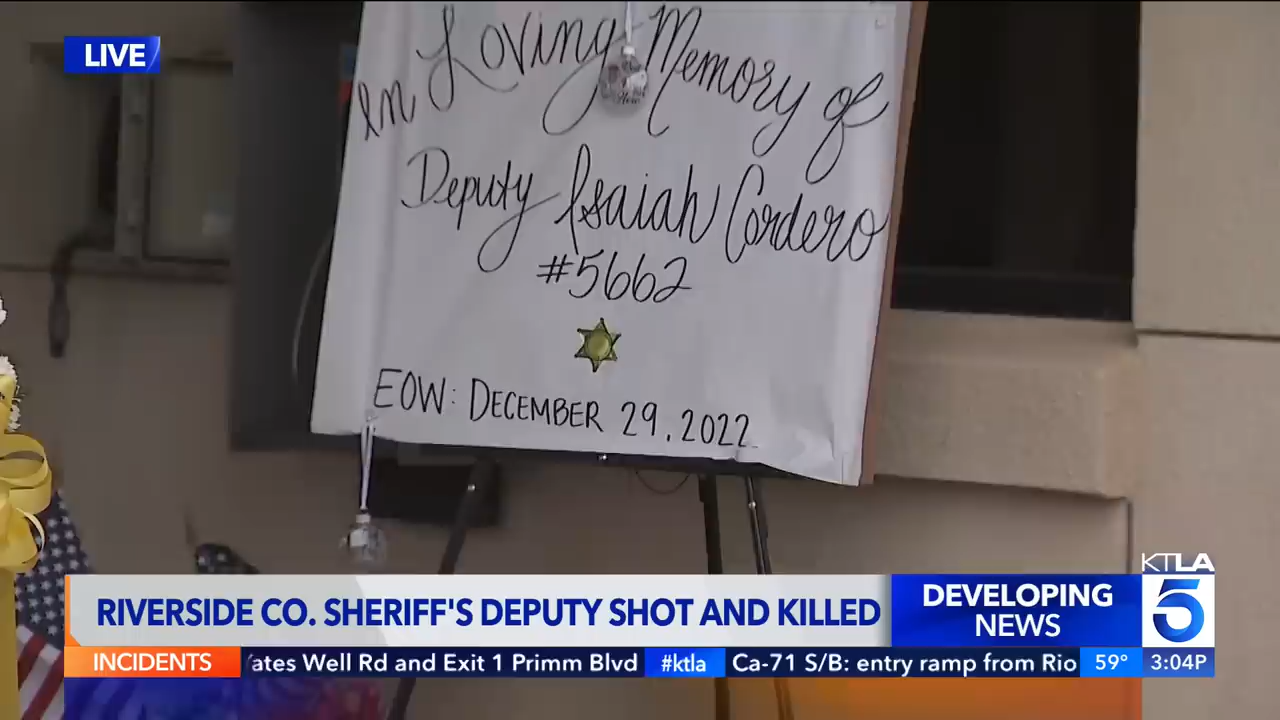 LIVE
In Loving Memory of
Deputy Isaiah Cordero
#5662
EOW: DECEMBER 29, 2022
KTLA
5
RIVERSIDE CO. SHERIFF'S DEPUTY SHOT AND KILLED
DEVELOPING
NEWS
INCIDENTS
ates Well Rd and Exit 1 Primm Blvd #ktla Ca-71 S/B: entry ramp from Rio
59° 3:04P